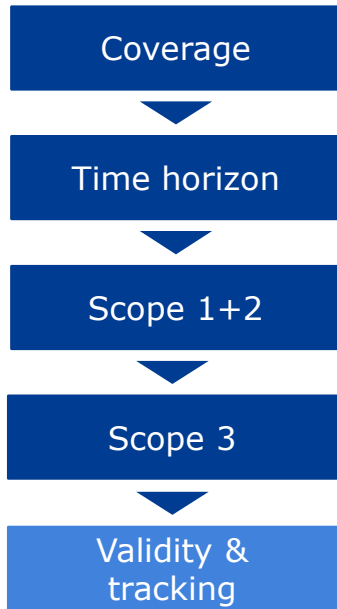 Coverage
Time horizon
Scope 1+2
Scope 3
Validity &
tracking